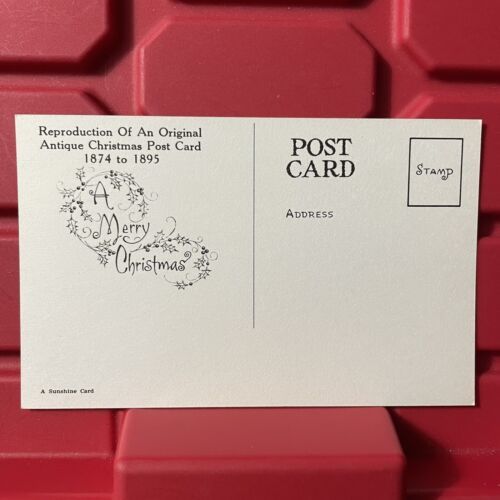 Reproduction Of An Original
Antique Christmas Post Card
1874 to 1895
A
Merry
Christmas
A Sunshine Card
POST
CARD
STAMP
ADDRESS